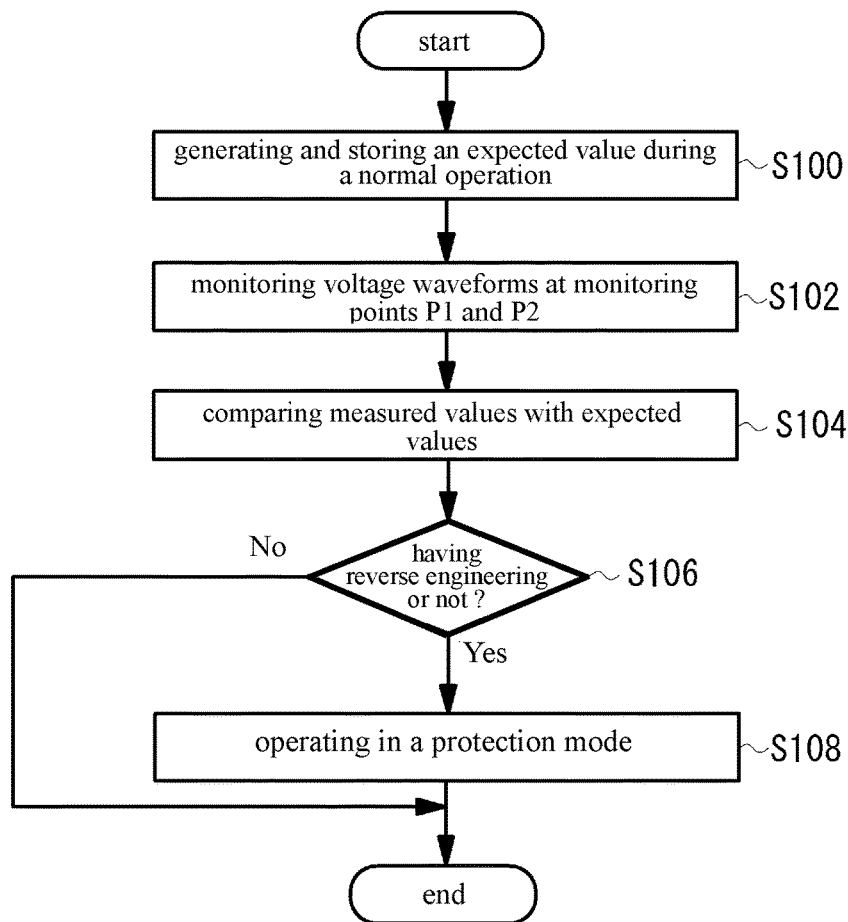 start
generating and storing an expected value during
a normal operation
S100
monitoring voltage waveforms at monitoring
points P1 and P2
S102
comparing measured values with expected
values
S104
having
reverse engineering
or not ?
S106
No
Yes
operating in a protection mode
S108
end